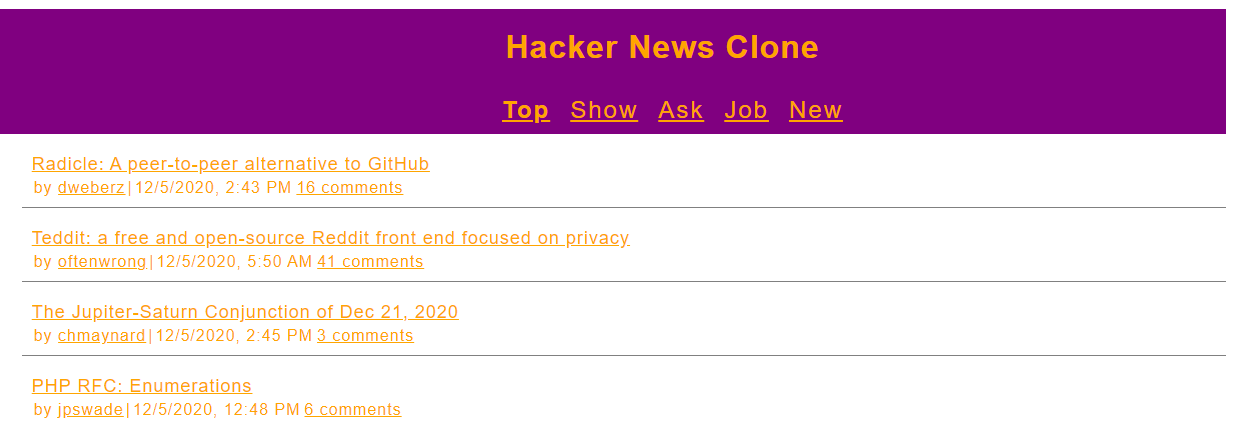 Hacker News Clone
Top Show Ask Job New
Radicle: A peer-to-peer alternative to GitHub
by dweberz | 12/5/2020, 2:43 PM 16 comments
Teddit: a free and open-source Reddit front end focused on privacy
by oftenwrong | 12/5/2020, 5:50 AM 41 comments
The Jupiter-Saturn Conjunction of Dec 21, 2020
by chmaynard | 12/5/2020, 2:45 PM 3 comments
PHP RFC: Enumerations
by jpswade | 12/5/2020, 12:48 PM 6 comments